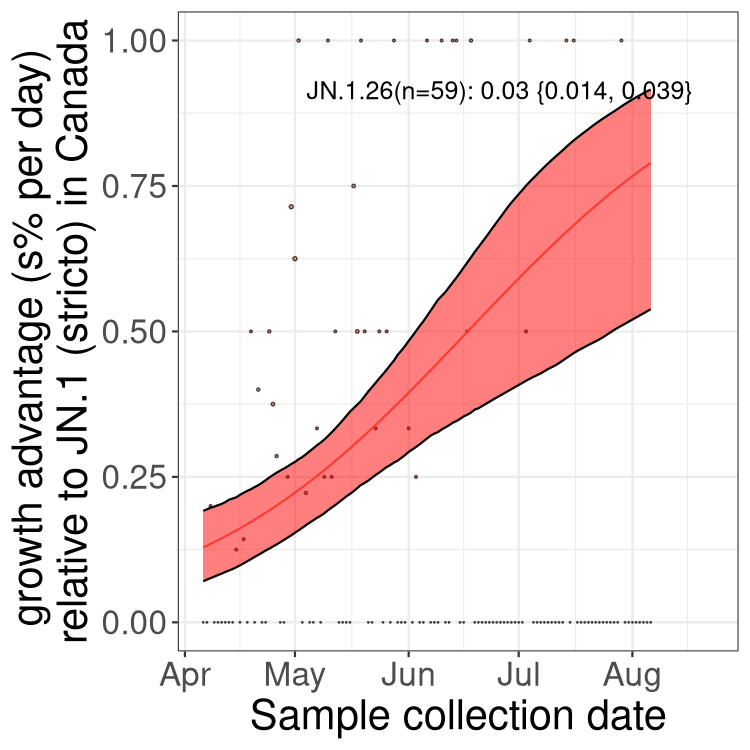 growth advantage (s% per day)
relative to JN.1 (stricto) in Canada
1.00
0.75
0.50
0.25
0.00
JN.1.26(n=59): 0.03 {0.014, 0.039}
Apr May Jun Jul Aug
Sample collection date